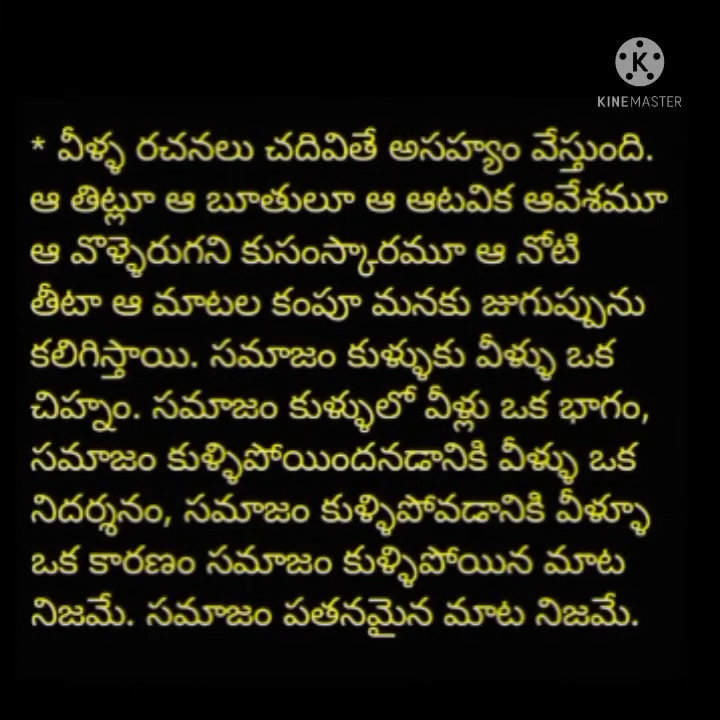 KINEMASTER
* వీళ్ళ రచనలు చదివితే అసహ్యం వేస్తుంది.
ఆ తిట్లూ ఆ బూతులూ ఆ ఆటవిక ఆవేశమూ
ఆ వొళ్ళెరుగని కుసంస్కారమూ ఆ నోటి
తీటా ఆ మాటల కంపూ మనకు జుగుప్సును
కలిగిస్తాయి. సమాజం కుళ్ళుకు వీళ్ళు ఒక
చిహ్నం. సమాజం కుళ్ళులో వీళ్లు ఒక భాగం,
సమాజం కుళ్ళిపోయిందనడానికి వీళ్ళు ఒక
నిదర్శనం, సమాజం కుళ్ళిపోవడానికి వీళ్ళూ
ఒక కారణం సమాజం కుళ్ళిపోయిన మాట
నిజమే. సమాజం పతనమైన మాట నిజమే.